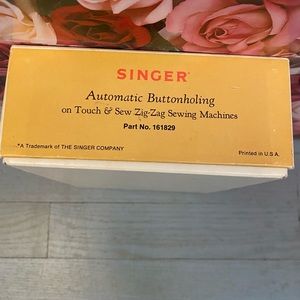 SINGER*
Automatic Buttonholing
on Touch & Sew Zig-Zag Sewing Machines
Part No. 161829
*A Trademark of THE SINGER COMPANY
Printed in U.S.A.